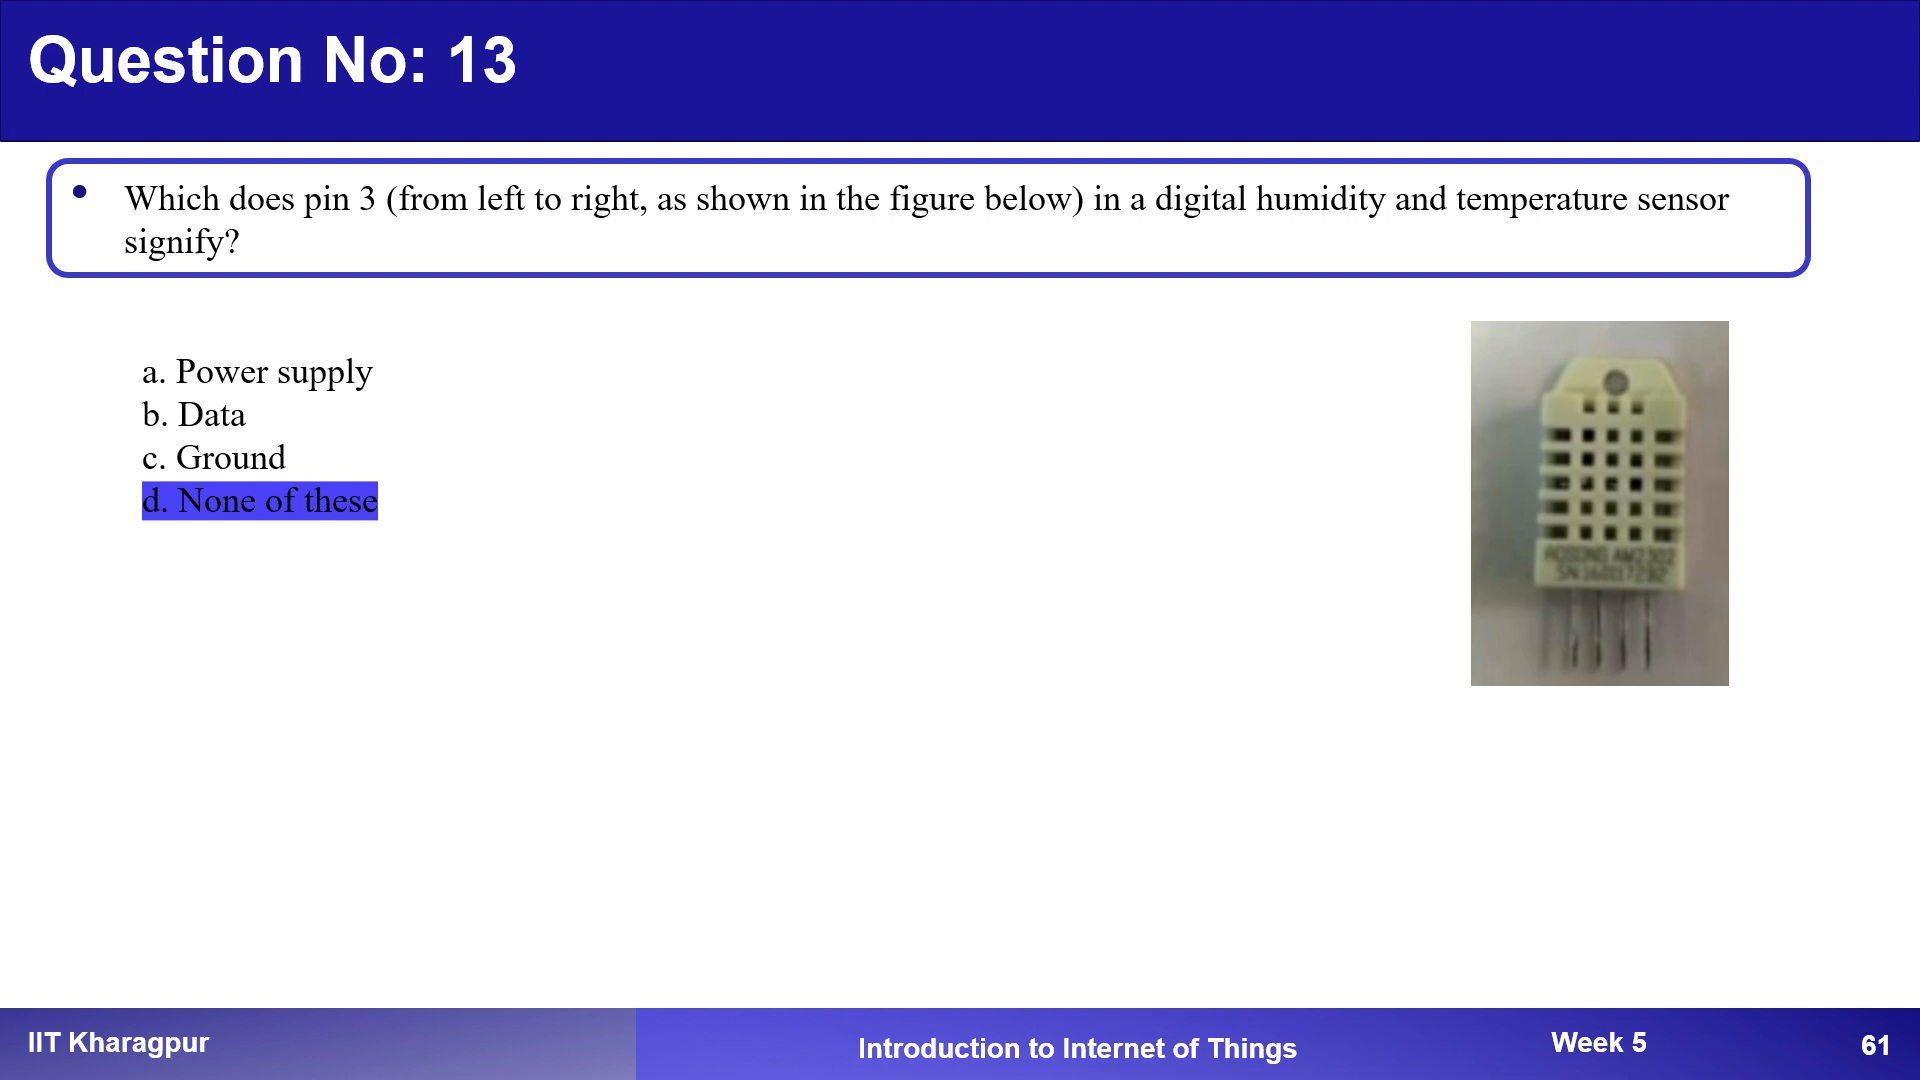 Question No: 13
• Which does pin 3 (from left to right, as shown in the figure below) in a digital humidity and temperature sensor
signify?
a. Power supply
b. Data
c. Ground
d. None of these
AM2302
IIT Kharagpur
Introduction to Internet of Things
Week 5
61